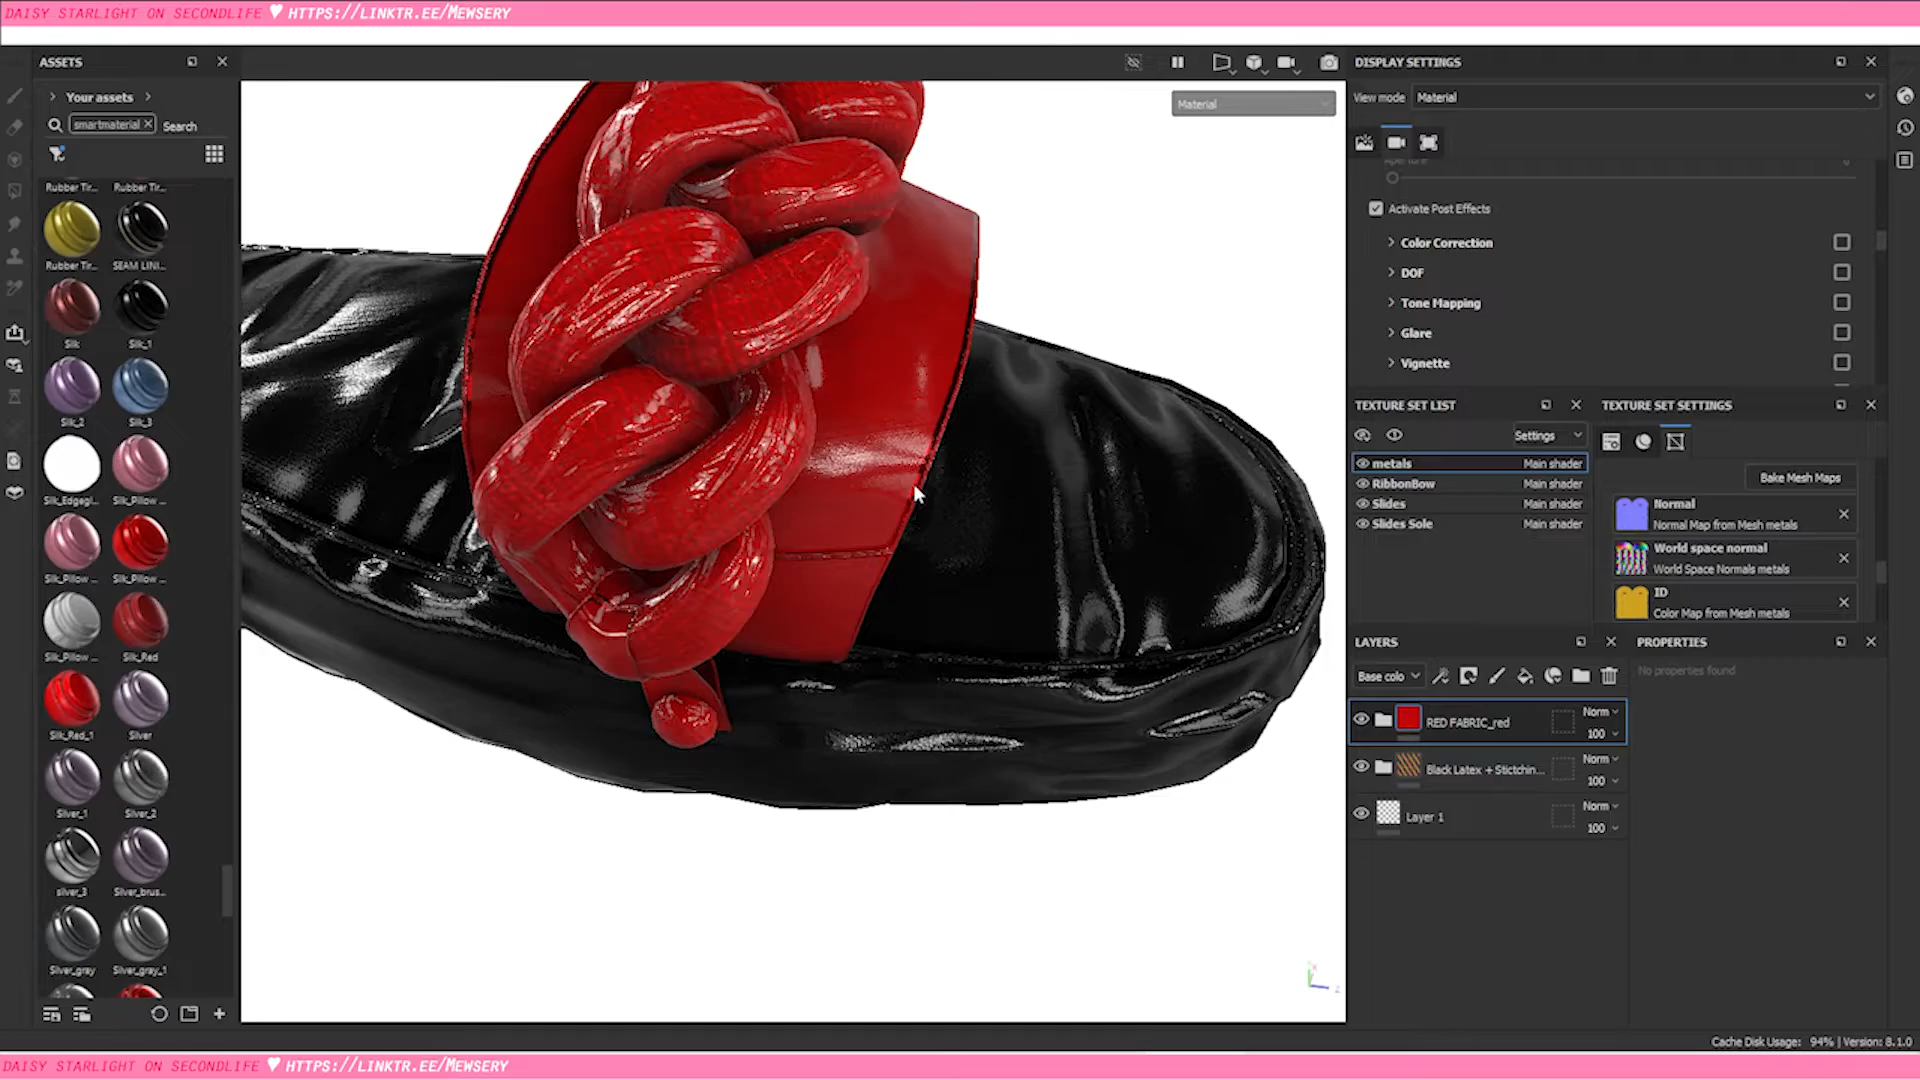 DAISY STARLIGHT ON SECONDLIFE ♥ HTTPS://LINKTR.EE/MEWSERY
ASSETS
Your assets
smartmaterial
Search
Rubber Tir... Rubber Tir...
Rubber Tir... SEAM LINI...
Silk Silk_1
Silk_2 Silk_3
Silk_Edgegl... Silk_Pillow ...
Silk_Pillow ... Silk_Pillow ...
Silk_Pillow ... Silk_Red
Silk_Red_1 Silver
Silver_1 Silver_2
silver_3 Silver_brus...
Silver_gray Silver_gray_1
Material
DISPLAY SETTINGS
View mode Material
Aperture
Activate Post Effects
Color Correction
DOF
Tone Mapping
Glare
Vignette
TEXTURE SET LIST
Settings
metals Main shader
RibbonBow Main shader
Slides Main shader
Slides Sole Main shader
TEXTURE SET SETTINGS
Bake Mesh Maps
Normal
Normal Map from Mesh metals
World space normal
World Space Normals metals
ID
Color Map from Mesh metals
LAYERS
Base colo
RED FABRIC_red Norm
100
Black Latex + Stictchin... Norm
100
Layer 1 Norm
100
PROPERTIES
No properties found
Cache Disk Usage: 94% | Version: 8.1.0
DAISY STARLIGHT ON SECONDLIFE ♥ HTTPS://LINKTR.EE/MEWSERY